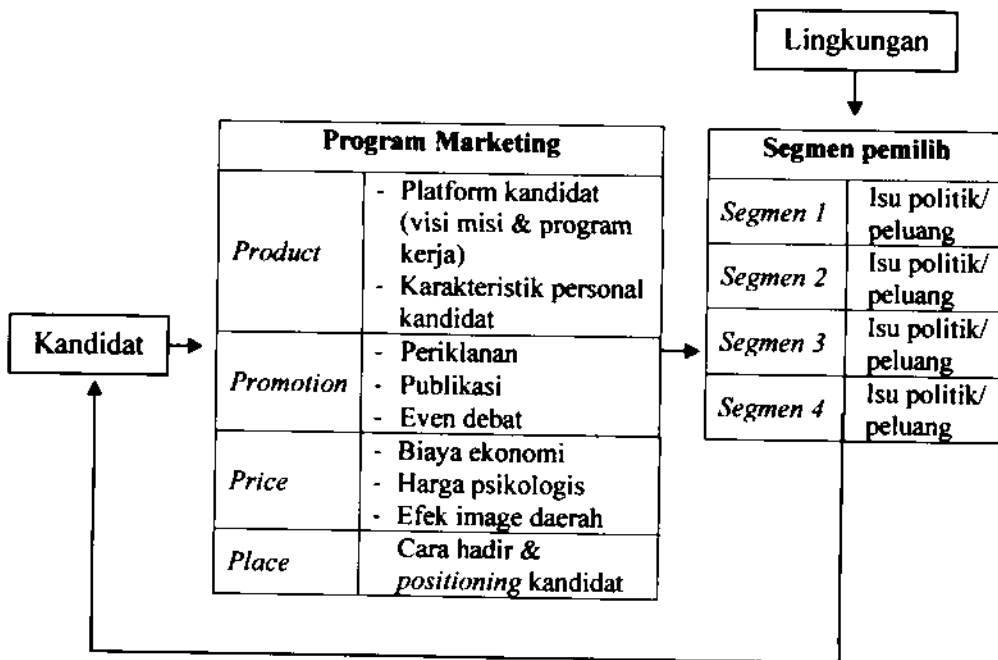 Lingkungan
Program Marketing
Product
- Platform kandidat
(visi misi & program
kerja)
- Karakteristik personal
kandidat
Promotion
- Periklanan
- Publikasi
- Even debat
Price
- Biaya ekonomi
- Harga psikologis
- Efek image daerah
Place
Cara hadir &
positioning kandidat
Kandidat
Segmen pemilih
Segmen 1
Isu politik/
peluang
Segmen 2
Isu politik/
peluang
Segmen 3
Isu politik/
peluang
Segmen 4
Isu politik/
peluang